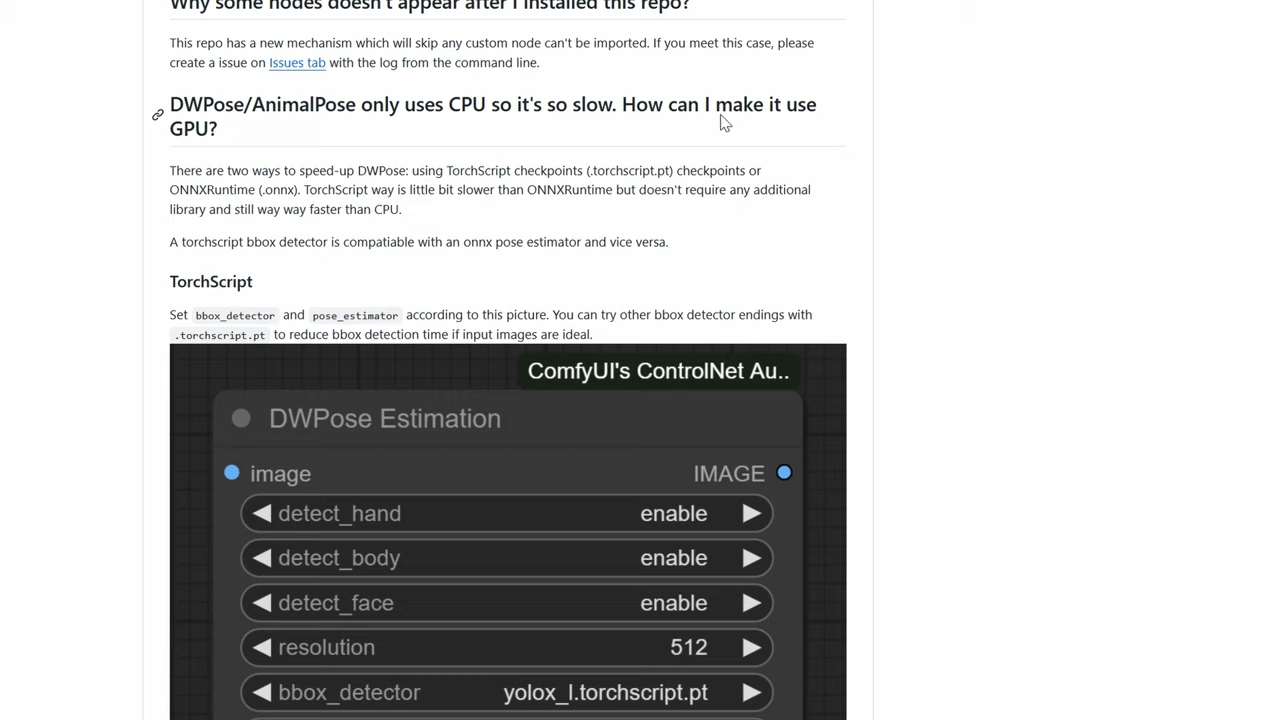 Why some nodes doesn't appear after I installed this repo?
This repo has a new mechanism which will skip any custom node can't be imported. If you meet this case, please
create a issue on Issues tab with the log from the command line.
DWPose/AnimalPose only uses CPU so it's so slow. How can I make it use
GPU?
There are two ways to speed-up DWPose: using TorchScript checkpoints (.torchscript.pt) checkpoints or
ONNXRuntime (.onnx). TorchScript way is little bit slower than ONNXRuntime but doesn't require any additional
library and still way way faster than CPU.
A torchscript bbox detector is compatiable with an onnx pose estimator and vice versa.
TorchScript
Set bbox_detector and pose_estimator according to this picture. You can try other bbox detector endings with
.torchscript.pt to reduce bbox detection time if input images are ideal.
ComfyUI's ControlNet Au..
DWPose Estimation
image IMAGE
detect_hand enable
detect_body enable
detect_face enable
resolution 512
bbox_detector yolox_l.torchscript.pt